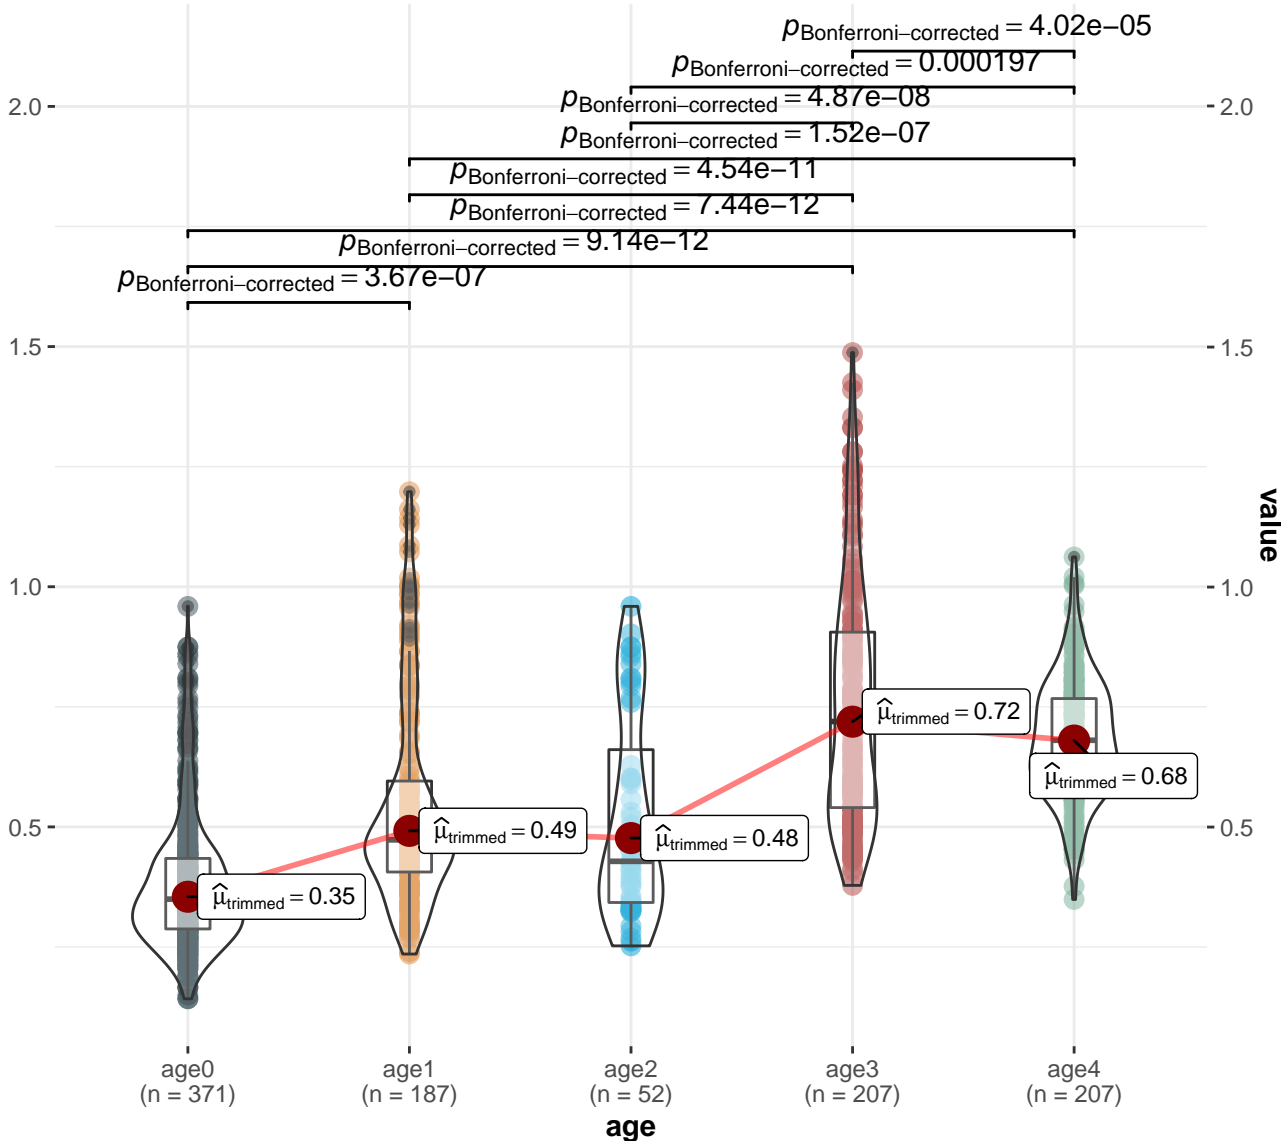 pBonferroni–corrected = 4.02e−05
pBonferroni–corrected = 0.000197
pBonferroni–corrected = 4.87e−08
pBonferroni–corrected = 1.52e−07
pBonferroni–corrected = 4.54e−11
pBonferroni–corrected = 7.44e−12
pBonferroni–corrected = 9.14e−12
pBonferroni–corrected = 3.67e−07
2.0
2.0
1.5
1.5
1.0
1.0
0.5
0.5
value
μ̂trimmed = 0.72
μ̂trimmed = 0.68
μ̂trimmed = 0.49
μ̂trimmed = 0.48
μ̂trimmed = 0.35
age0
(n = 371)
age1
(n = 187)
age2
(n = 52)
age3
(n = 207)
age4
(n = 207)
age